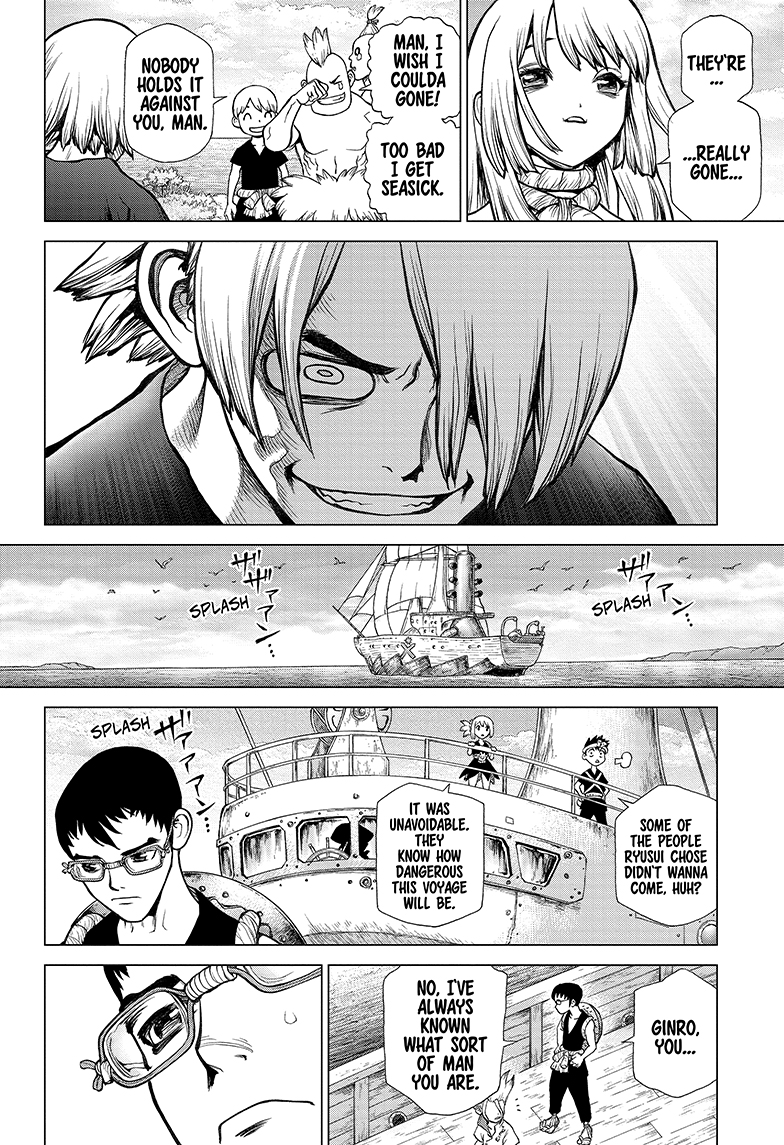 THEY'RE
...
...REALLY
GONE...
MAN, I
WISH I
COULDA
GONE!
TOO BAD
I GET
SEASICK.
NOBODY
HOLDS IT
AGAINST
YOU, MAN.
ザザァァン…
SPLASH
ザザザァァン…
SPLASH
SOME OF
THE PEOPLE
RYUSUI CHOSE
DIDN'T WANNA
COME, HUH?
IT WAS
UNAVOIDABLE.
THEY
KNOW HOW
DANGEROUS
THIS VOYAGE
WILL BE.
SPLASH
ザザァァン…
GINRO,
YOU...
NO, I'VE
ALWAYS
KNOWN
WHAT SORT
OF MAN
YOU ARE.